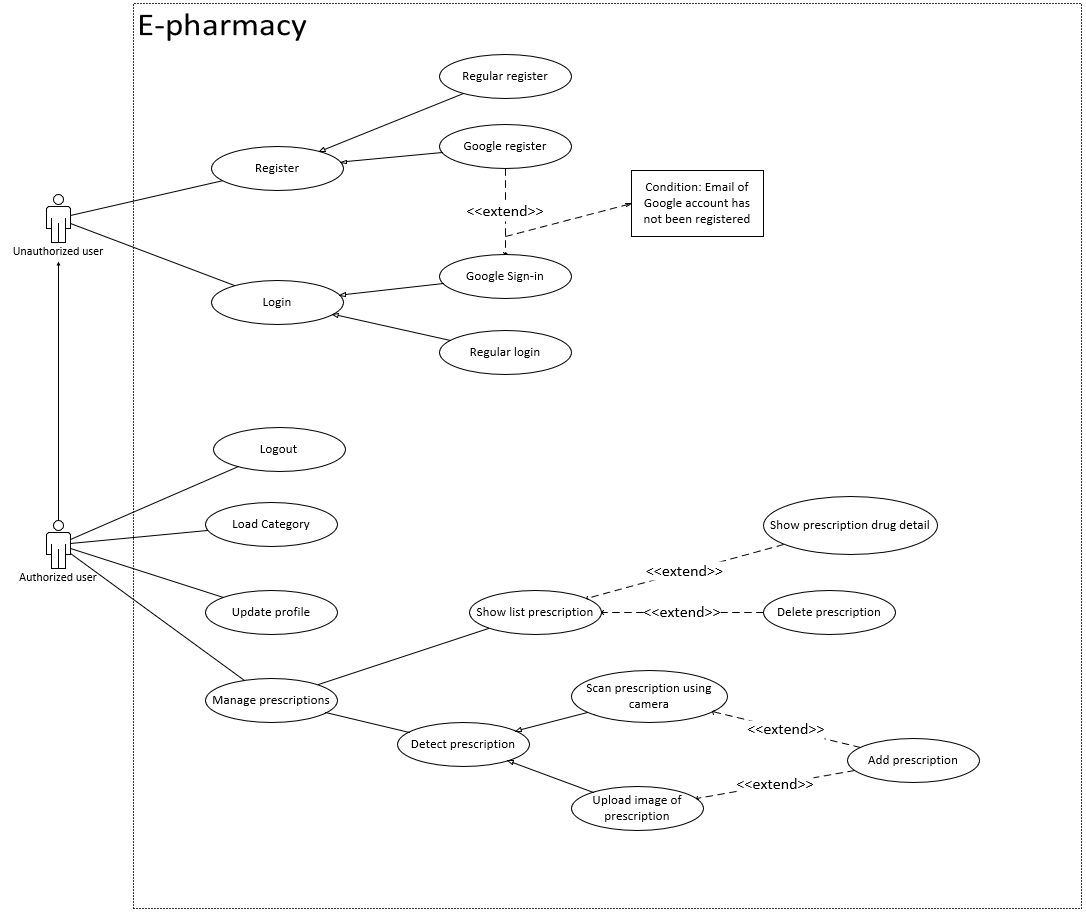 E-pharmacy
Regular register
Google register
Register
Condition: Email of
Google account has
not been registered
<<extend>>
Unauthorized user
Google Sign-in
Login
Regular login
Logout
Load Category
Show prescription drug detail
Authorized user
<<extend>>
Update profile
Show list prescription
<<extend>>
Delete prescription
Manage prescriptions
Scan prescription using
camera
<<extend>>
Detect prescription
Add prescription
<<extend>>
Upload image of
prescription